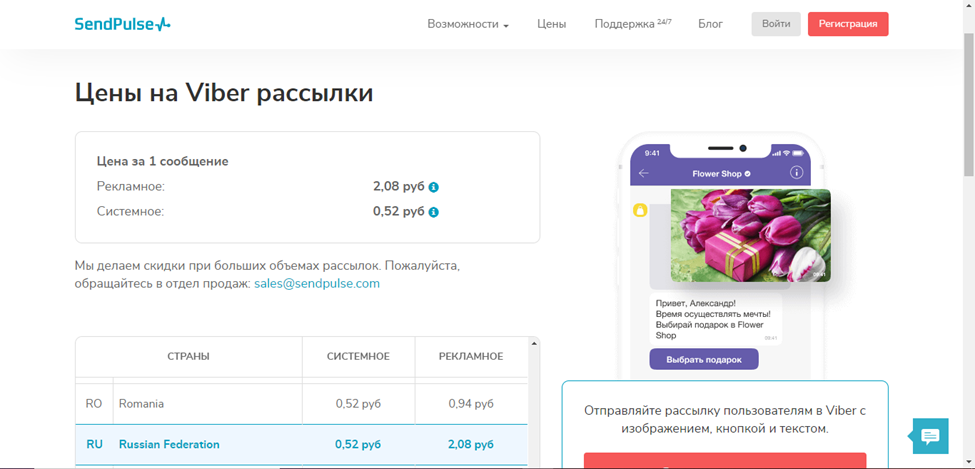 SendPulse
Возможности
Цены
Поддержка 24/7
Блог
Войти
Регистрация
Цены на Viber рассылки
Цена за 1 сообщение
Рекламное: 2,08 руб
Системное: 0,52 руб
Мы делаем скидки при больших объемах рассылок. Пожалуйста,
обращайтесь в отдел продаж: sales@sendpulse.com
СТРАНЫ СИСТЕМНОЕ РЕКЛАМНОЕ
RO Romania 0,52 руб 0,94 руб
RU Russian Federation 0,52 руб 2,08 руб
9:41
Flower Shop
09:41
Привет, Александр!
Время осуществлять мечты!
Выбирай подарок в Flower
Shop
09:41
Выбрать подарок
Отправляйте рассылку пользователям в Viber с
изображением, кнопкой и текстом.